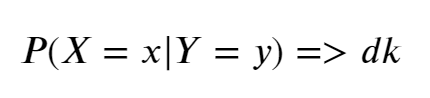 P(X = x|Y = y) => dk